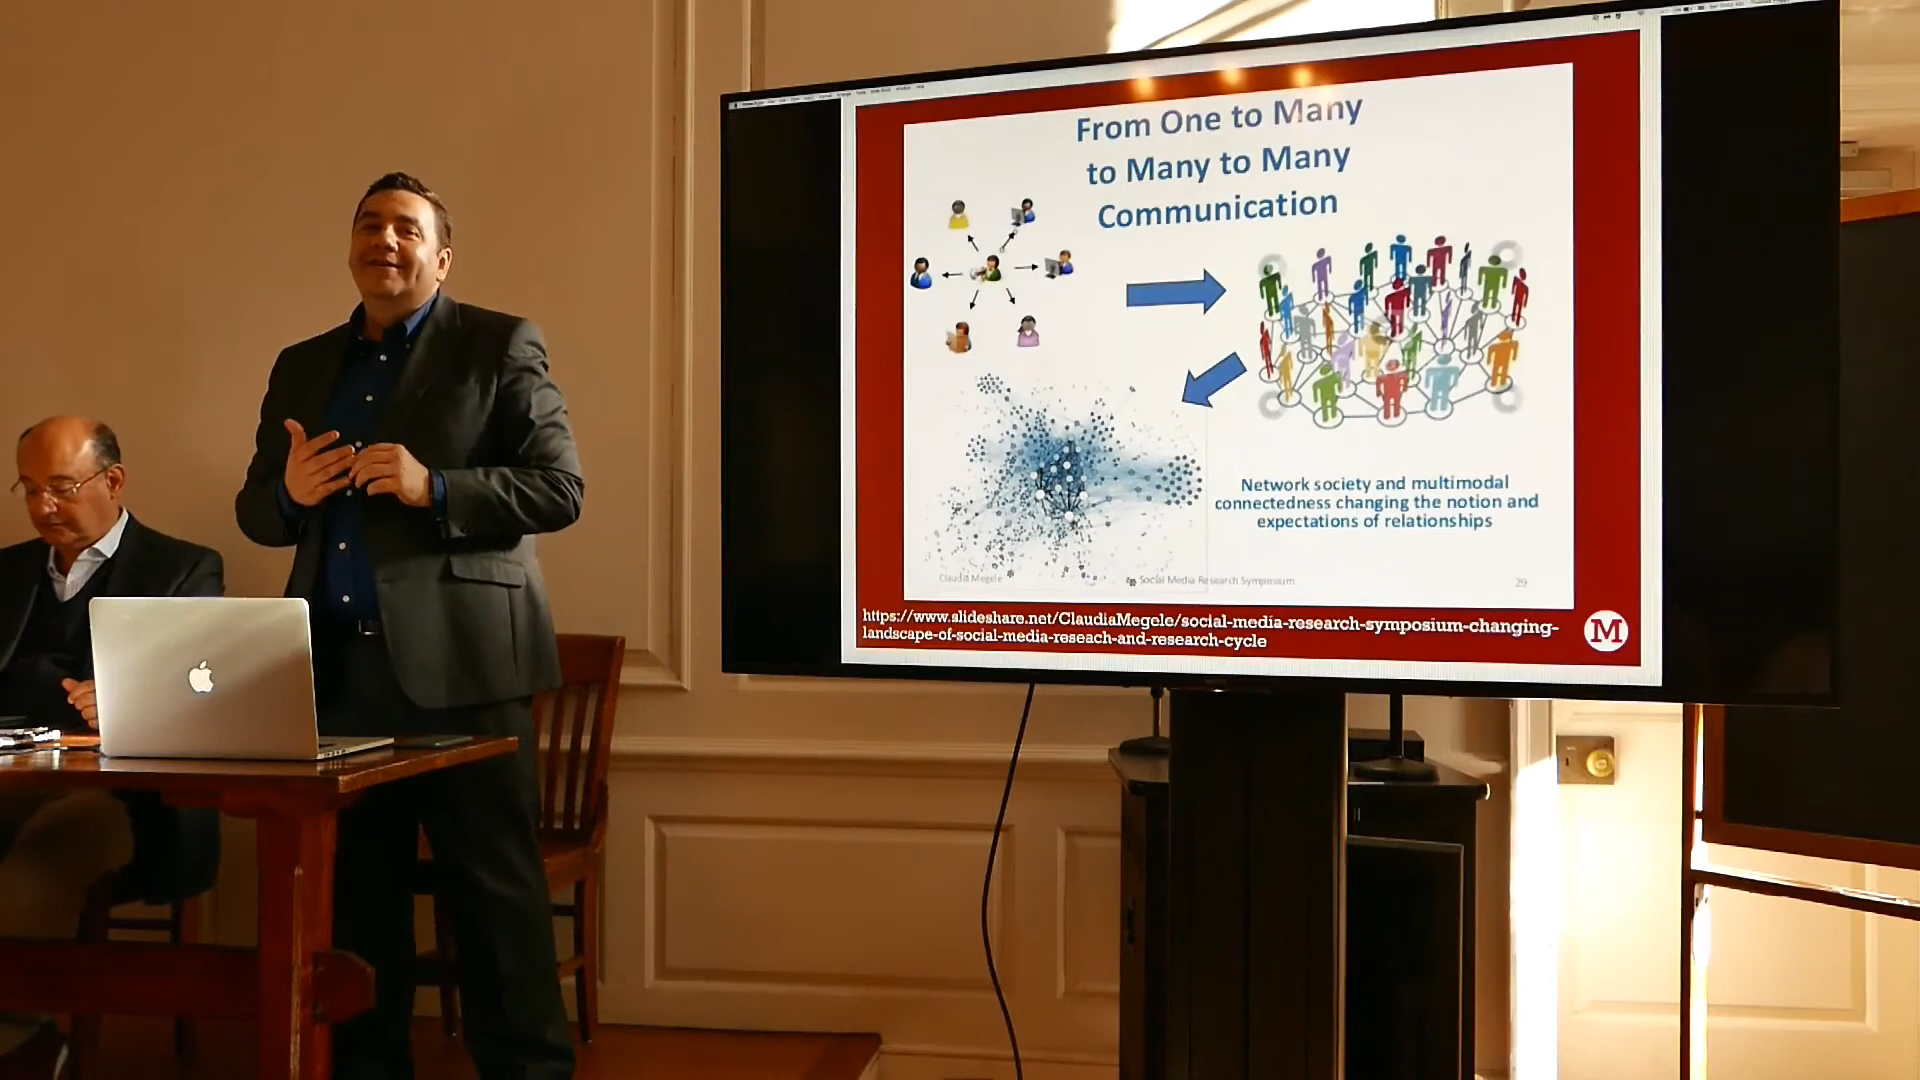 From One to Many
to Many to Many
Communication
Network society and multimodal
connectedness changing the notion and
expectations of relationships
Claudia Megele
Social Media Research Symposium
29
https://www.slideshare.net/ClaudiaMegele/social-media-research-symposium-changing-
landscape-of-social-media-reseach-and-research-cycle
M